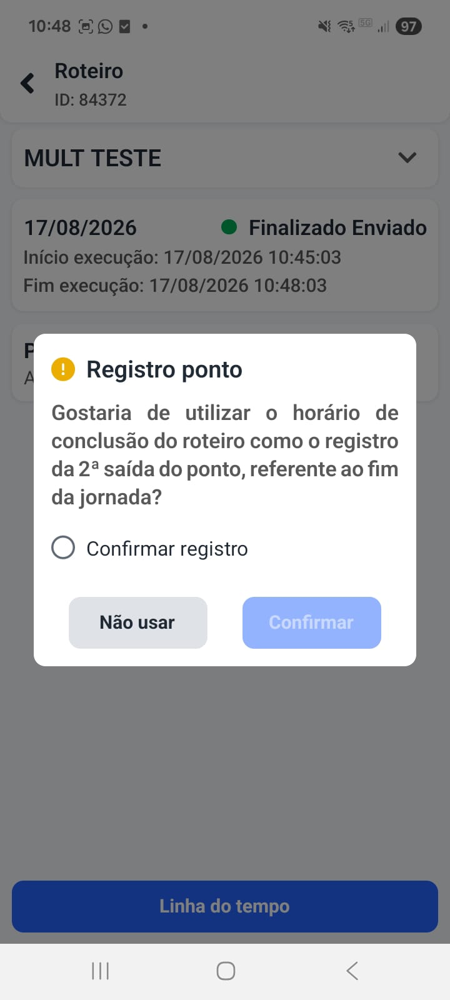 10:48
5G
97
Roteiro
ID: 84372
MULT TESTE
17/08/2026
Finalizado Enviado
Início execução: 17/08/2026 10:45:03
Fim execução: 17/08/2026 10:48:03
P
A
Registro ponto
Gostaria de utilizar o horário de
conclusão do roteiro como o registro
da 2ª saída do ponto, referente ao fim
da jornada?
Confirmar registro
Não usar
Confirmar
Linha do tempo